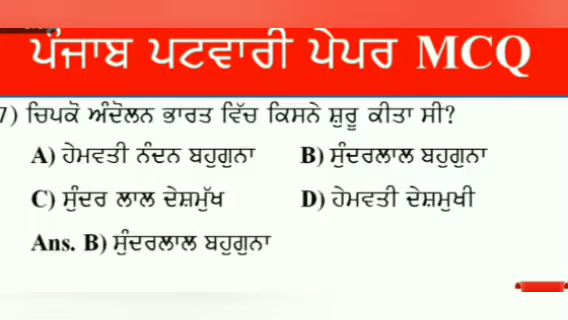 ਪੰਜਾਬ ਪਟਵਾਰੀ ਪੇਪਰ MCQ
7) ਚਿਪਕੋ ਅੰਦੋਲਨ ਭਾਰਤ ਵਿੱਚ ਕਿਸਨੇ ਸ਼ੁਰੂ ਕੀਤਾ ਸੀ?
A) ਹੇਮਵਤੀ ਨੰਦਨ ਬਹੁਗੁਨਾ B) ਸੁੰਦਰਲਾਲ ਬਹੁਗੁਨਾ
C) ਸੁੰਦਰ ਲਾਲ ਦੇਸ਼ਮੁੱਖ D) ਹੇਮਵਤੀ ਦੇਸ਼ਮੁਖੀ
Ans. B) ਸੁੰਦਰਲਾਲ ਬਹੁਗੁਨਾ